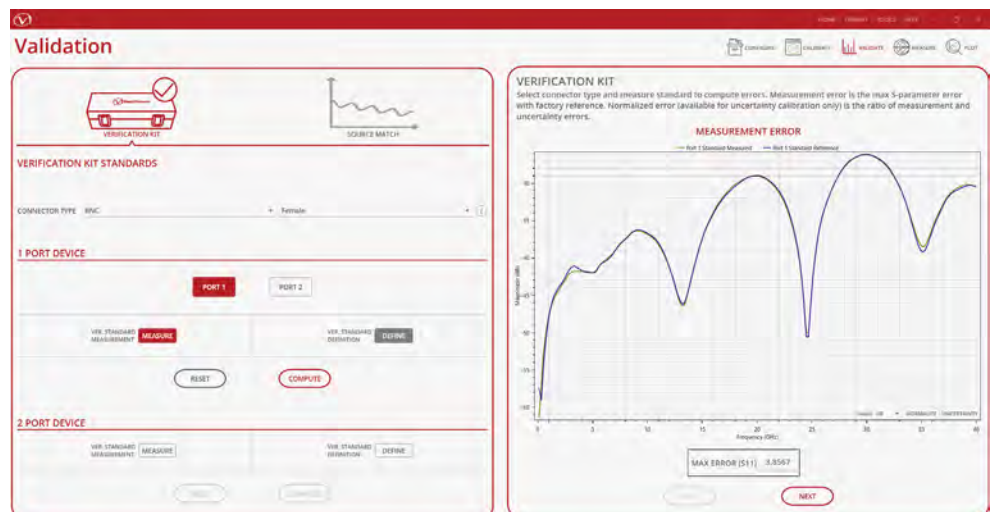 HOME
Validation
CONFIGURE CALIBRATE VALIDATE MEASURE PLOT
VERIFICATION KIT SOURCE MATCH
VERIFICATION KIT STANDARDS
CONNECTOR TYPE BNC Female
1 PORT DEVICE
PORT 1 PORT 2
VER. STANDARD MEASUREMENT MEASURE
VER. STANDARD DEFINITION DEFINE
RESET COMPUTE
2 PORT DEVICE
VER. STANDARD MEASUREMENT MEASURE
VER. STANDARD DEFINITION DEFINE
VERIFICATION KIT
Select connector type and measure standard to compute errors. Measurement error is the max S-parameter error
with factory reference. Normalized error (available for uncertainty calibration only) is the ratio of measurement and
uncertainty errors.
MEASUREMENT ERROR
Port 1 Standard Measured Port 1 Standard Reference
0 5 10 15 20 25 30 35 40
Frequency (GHz)
MAX ERROR (S11) 3.8567
NEXT